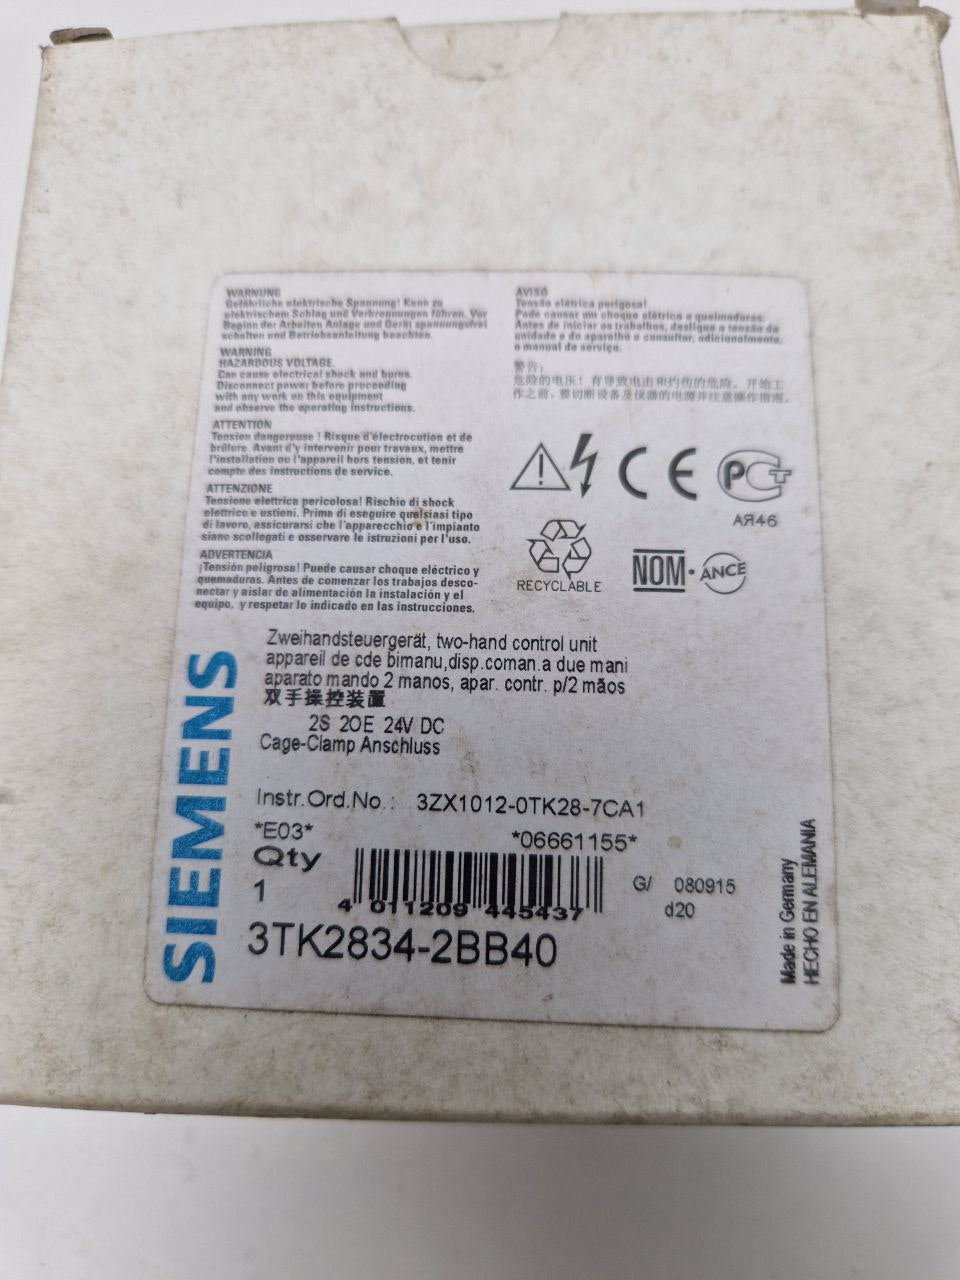 WARNUNG
Gefährliche elektrische Spannung! Kann zu
elektrischem Schlag und Verbrennungen führen. Vor
Beginn der Arbeiten Anlage und Gerät spannungsfrei
schalten und Betriebsanleitung beachten.
WARNING
HAZARDOUS VOLTAGE.
Can cause electrical shock and burns.
Disconnect power before proceeding
with any work on this equipment
and observe the operating instructions.
ATTENTION
Tension dangereuse ! Risque d'électrocution et de
brûlure. Avant d'y intervenir pour travaux, mettre
l'installation ou l'appareil hors tension, et tenir
compte des instructions de service.
ATTENZIONE
Tensione elettrica pericolosa! Rischio di shock
elettrico e ustioni. Prima di eseguire qualsiasi tipo
di lavoro, assicurarsi che l'apparecchio e l'impianto
siano scollegati e osservare le istruzioni per l'uso.
ADVERTENCIA
¡Tensión peligrosa! Puede causar choque eléctrico y
quemaduras. Antes de comenzar los trabajos desco-
nectar y aislar de alimentación la instalación y el
equipo, y respetar lo indicado en las instrucciones.
AVISO
Tensão elétrica perigosa!
Pode causar um choque elétrico e queimaduras.
Antes de iniciar os trabalhos, desligue a tensão da
unidade e do aparelho e consultar, adicionalmente,
o manual de serviço.
警告:
危险的电压! 有导致电击和灼伤的危险。开始工
作之前, 要切断设备及仪器的电源并注意操作指南。
CE
РСТ
АЯ46
RECYCLABLE
NOM·ANCE
SIEMENS
Zweihandsteuergerät, two-hand control unit
appareil de cde bimanu,disp.coman.a due mani
aparato mando 2 manos, apar. contr. p/2 mãos
双手操控装置
2S 2OE 24V DC
Cage-Clamp Anschluss
Instr.Ord.No.: 3ZX1012-0TK28-7CA1
*E03* *06661155*
Qty
1
4 011209 445437
G/ 080915
d20
3TK2834-2BB40
Made in Germany
HECHO EN ALEMANIA